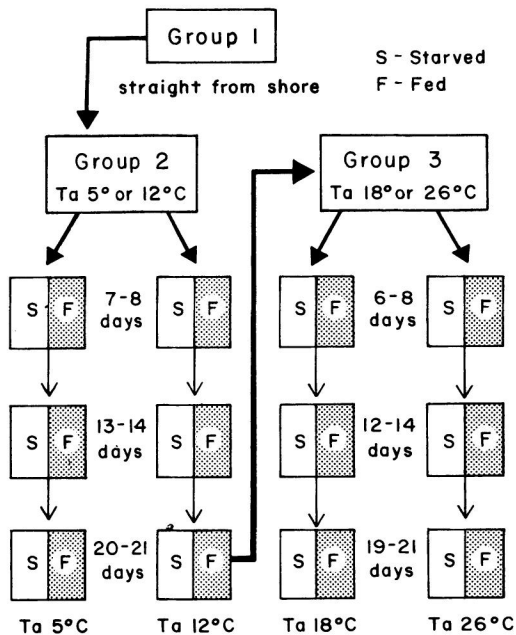 Group 1
straight from shore
S - Starved
F - Fed
Group 2
Ta 5° or 12°C
Group 3
Ta 18° or 26°C
S F 7-8 days S F
S F 6-8 days S F
S F 13-14 days S F
S F 12-14 days S F
S F 20-21 days S F
S F 19-21 days S F
Ta 5°C Ta 12°C Ta 18°C Ta 26°C